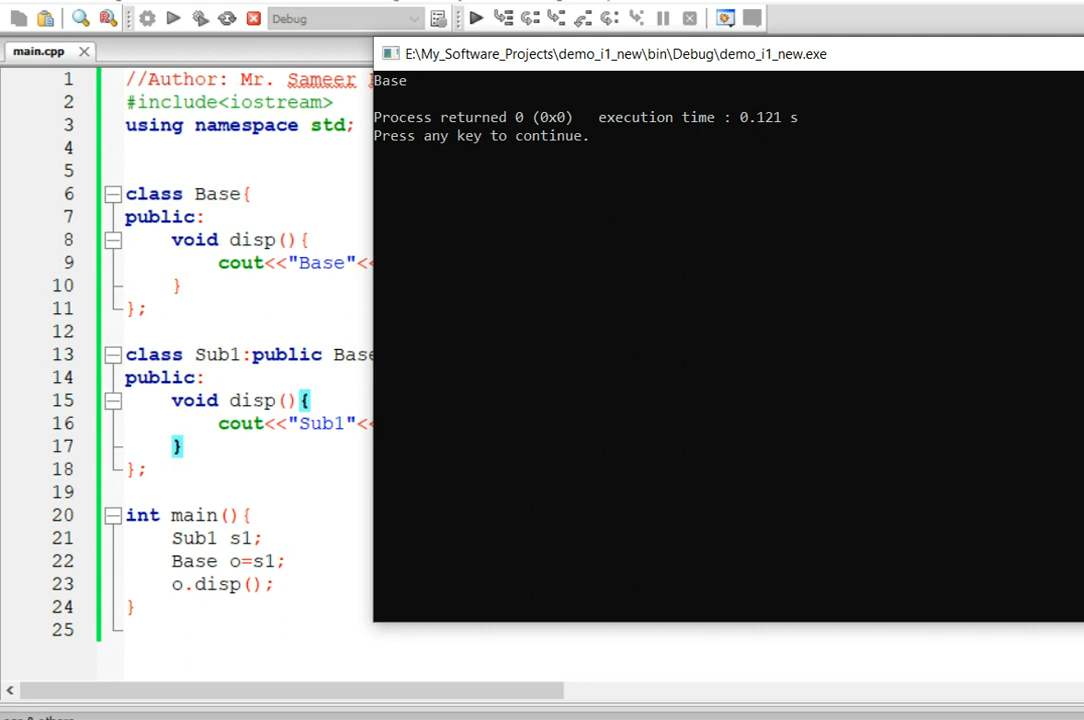 Debug
main.cpp
E:\My_Software_Projects\demo_i1_new\bin\Debug\demo_i1_new.exe
1 //Author: Mr. Sameer
2 #include<iostream>
3 using namespace std;
4
5
6 class Base{
7 public:
8 void disp(){
9 cout<<"Base"<<
10 }
11 };
12
13 class Sub1:public Base
14 public:
15 void disp(){
16 cout<<"Sub1"<<
17 }
18 };
19
20 int main(){
21 Sub1 s1;
22 Base o=s1;
23 o.disp();
24 }
25
Base
Process returned 0 (0x0) execution time : 0.121 s
Press any key to continue.